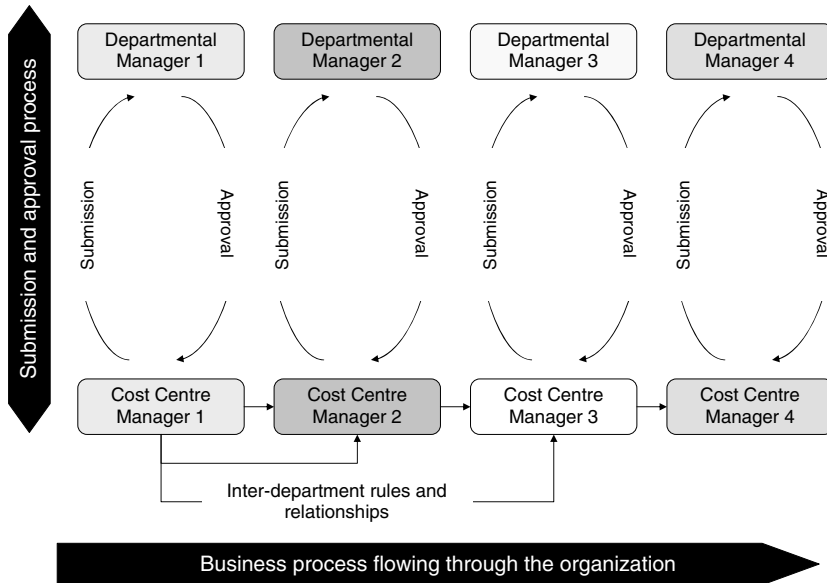 Departmental
Manager 1
Departmental
Manager 2
Departmental
Manager 3
Departmental
Manager 4
Submission and approval process
Submission
Approval
Submission
Approval
Submission
Approval
Submission
Approval
Cost Centre
Manager 1
Cost Centre
Manager 2
Cost Centre
Manager 3
Cost Centre
Manager 4
Inter-department rules and
relationships
Business process flowing through the organization